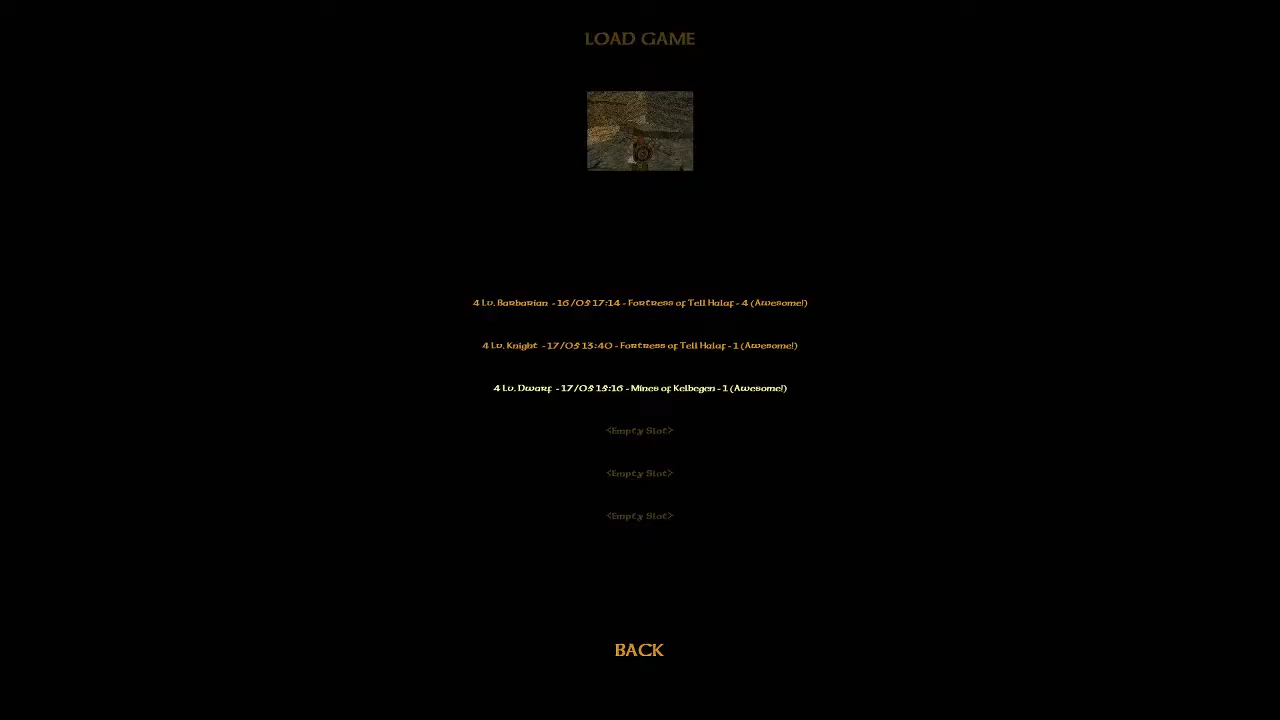 LOAD GAME
4 Lv. Barbarian - 16/05 17:14 - Fortress of Tell Halaf - 4 (Awesome!)
4 Lv. Knight - 17/05 13:40 - Fortress of Tell Halaf - 1 (Awesome!)
4 Lv. Dwarf - 17/05 15:16 - Mines of Kelbegen - 1 (Awesome!)
<Empty Slot>
<Empty Slot>
<Empty Slot>
BACK